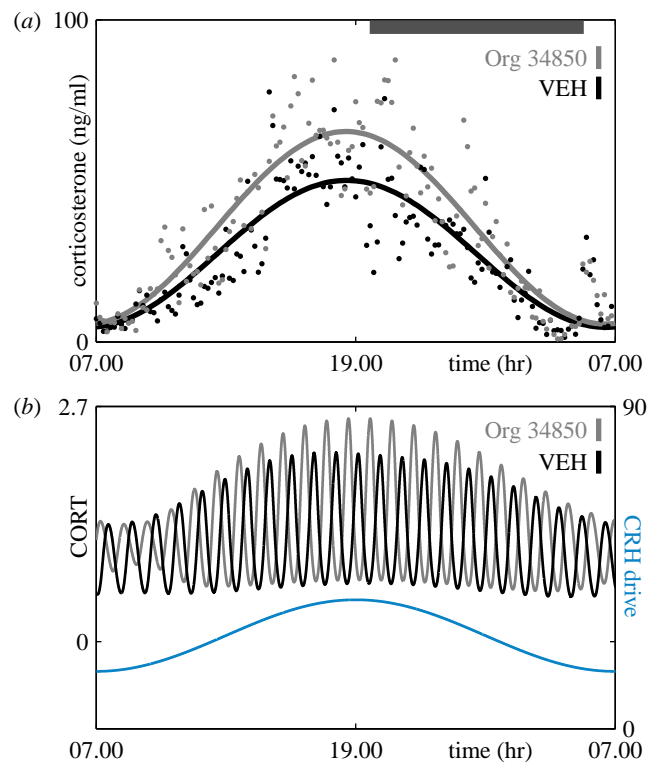 (a)
100
Org 34850
VEH
corticosterone (ng/ml)
0
07.00
19.00
time (hr)
07.00
(b)
2.7
90
Org 34850
VEH
CORT
CRH drive
0
0
07.00
19.00
time (hr)
07.00